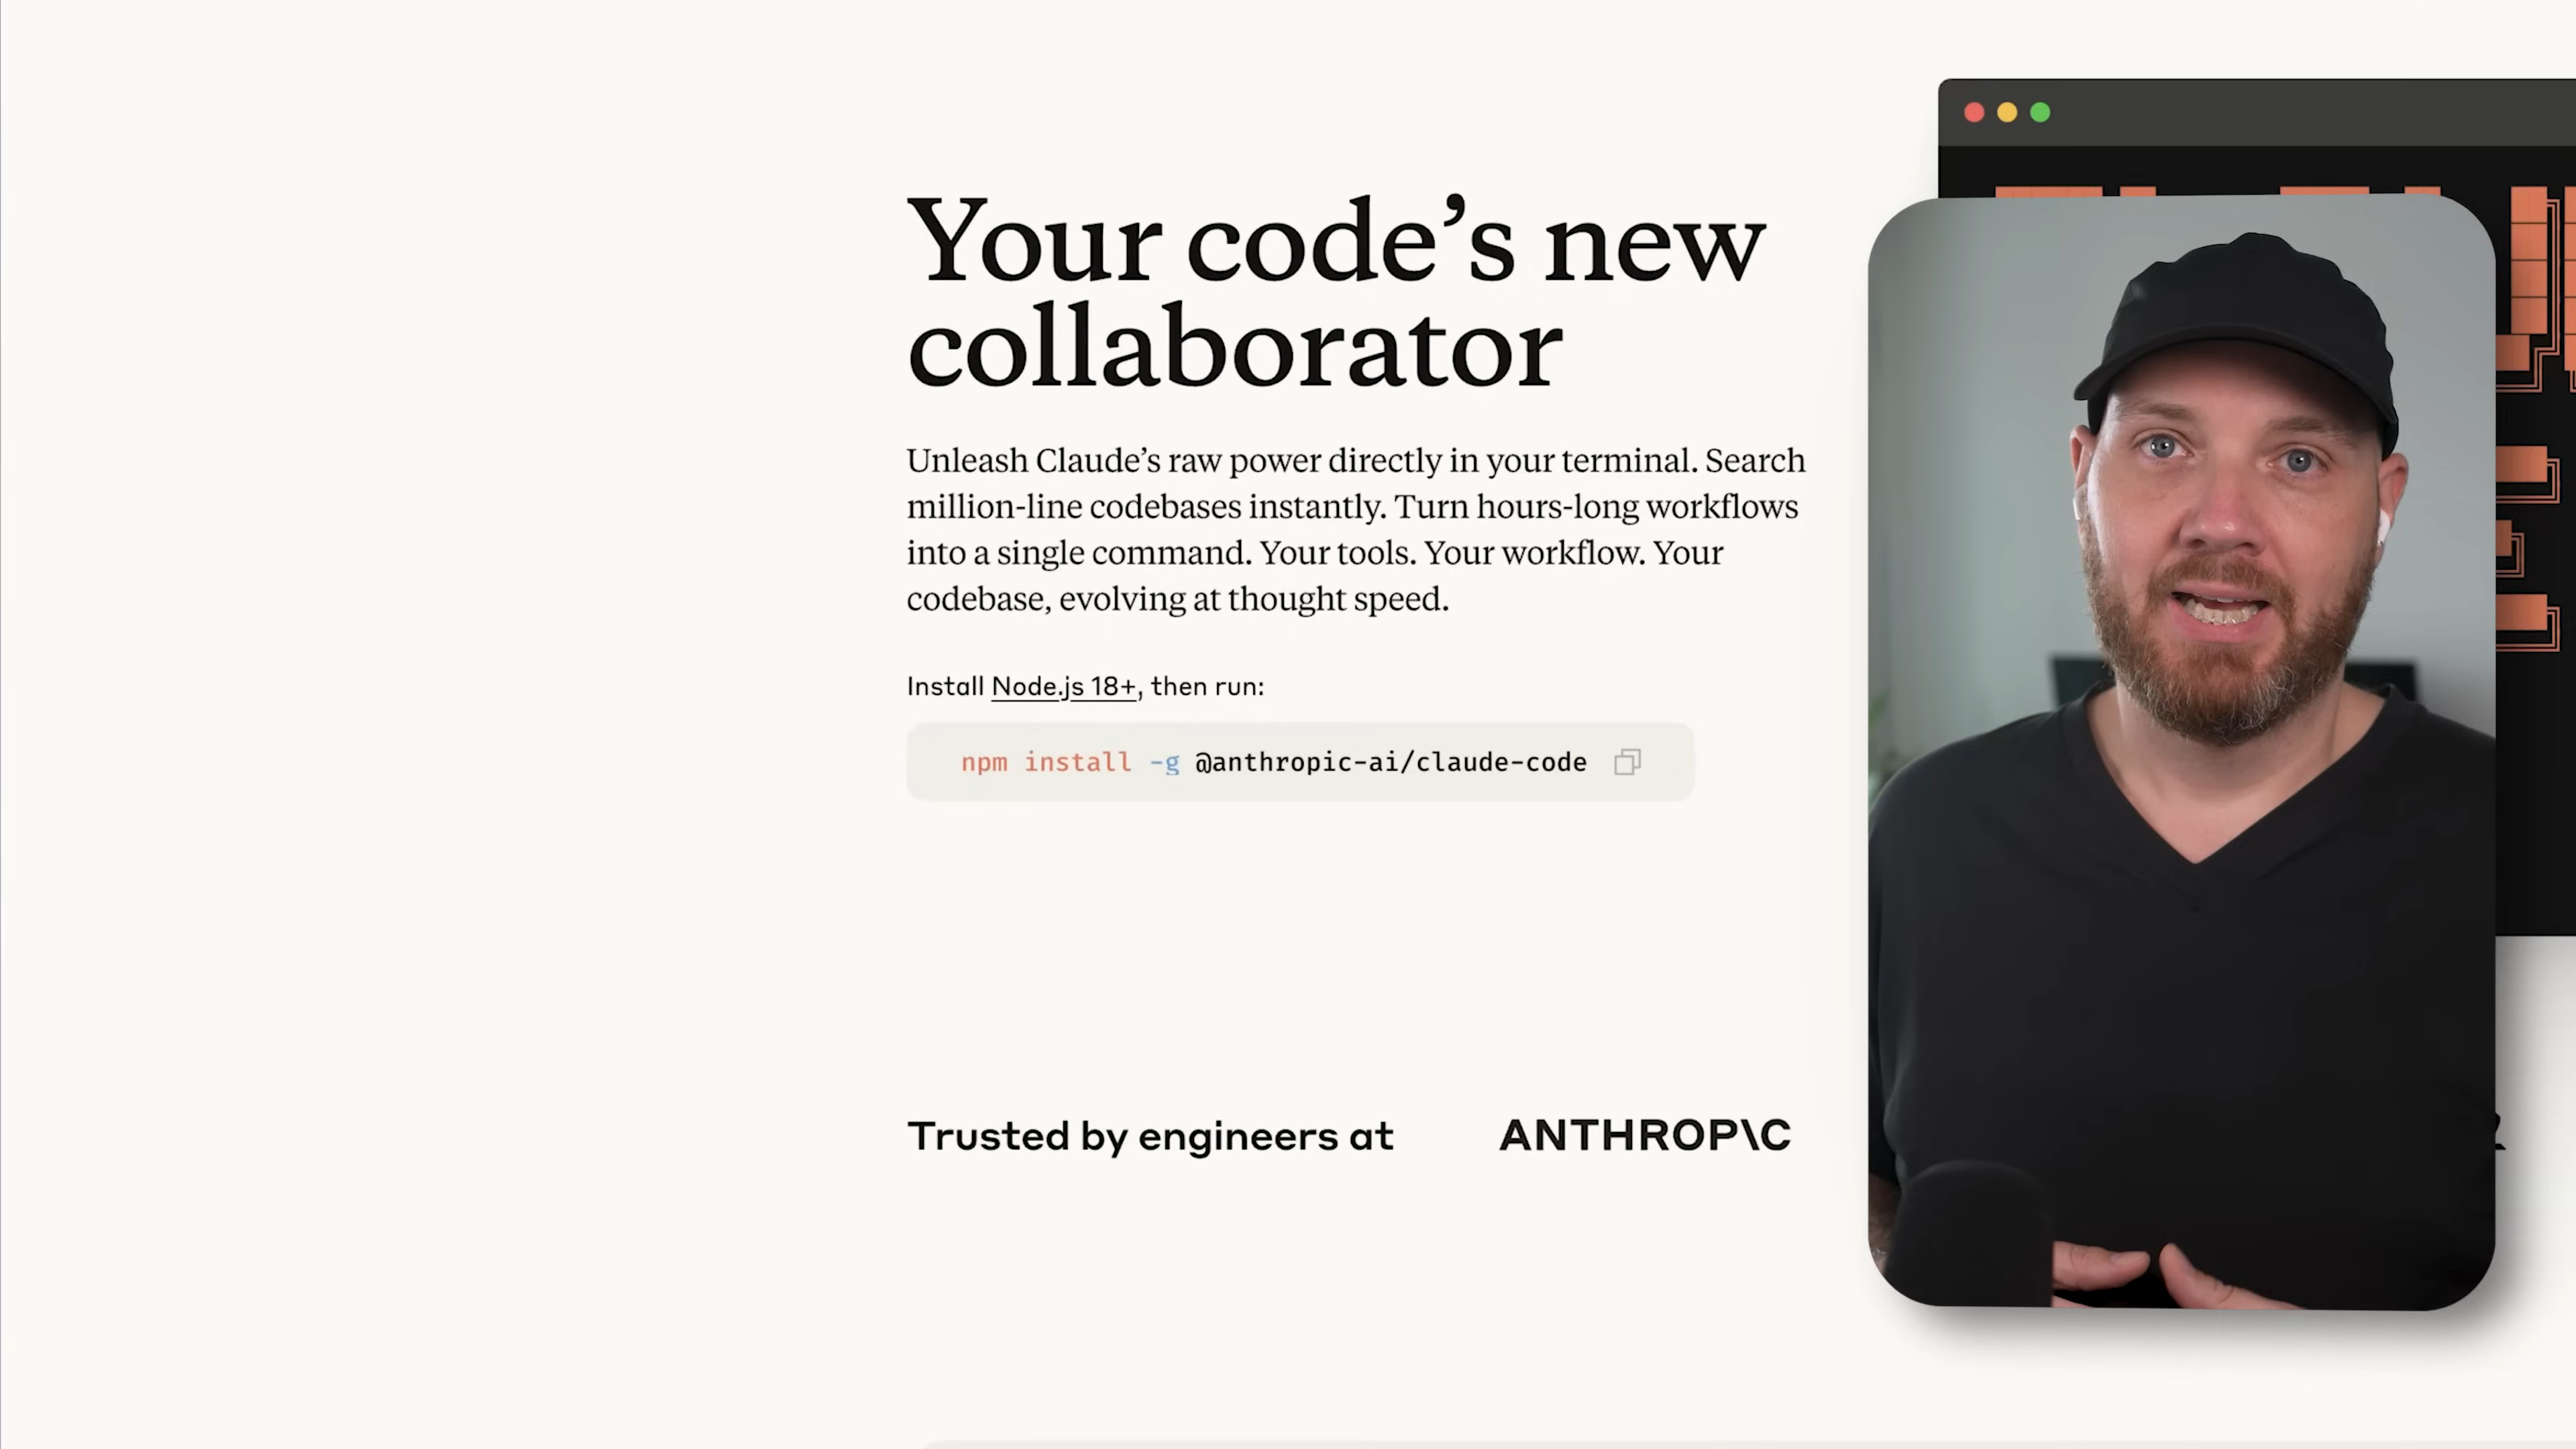 Your code’s new
collaborator
Unleash Claude’s raw power directly in your terminal. Search
million-line codebases instantly. Turn hours-long workflows
into a single command. Your tools. Your workflow. Your
codebase, evolving at thought speed.
Install Node.js 18+, then run:
npm install -g @anthropic-ai/claude-code
Trusted by engineers at
ANTHROP\C